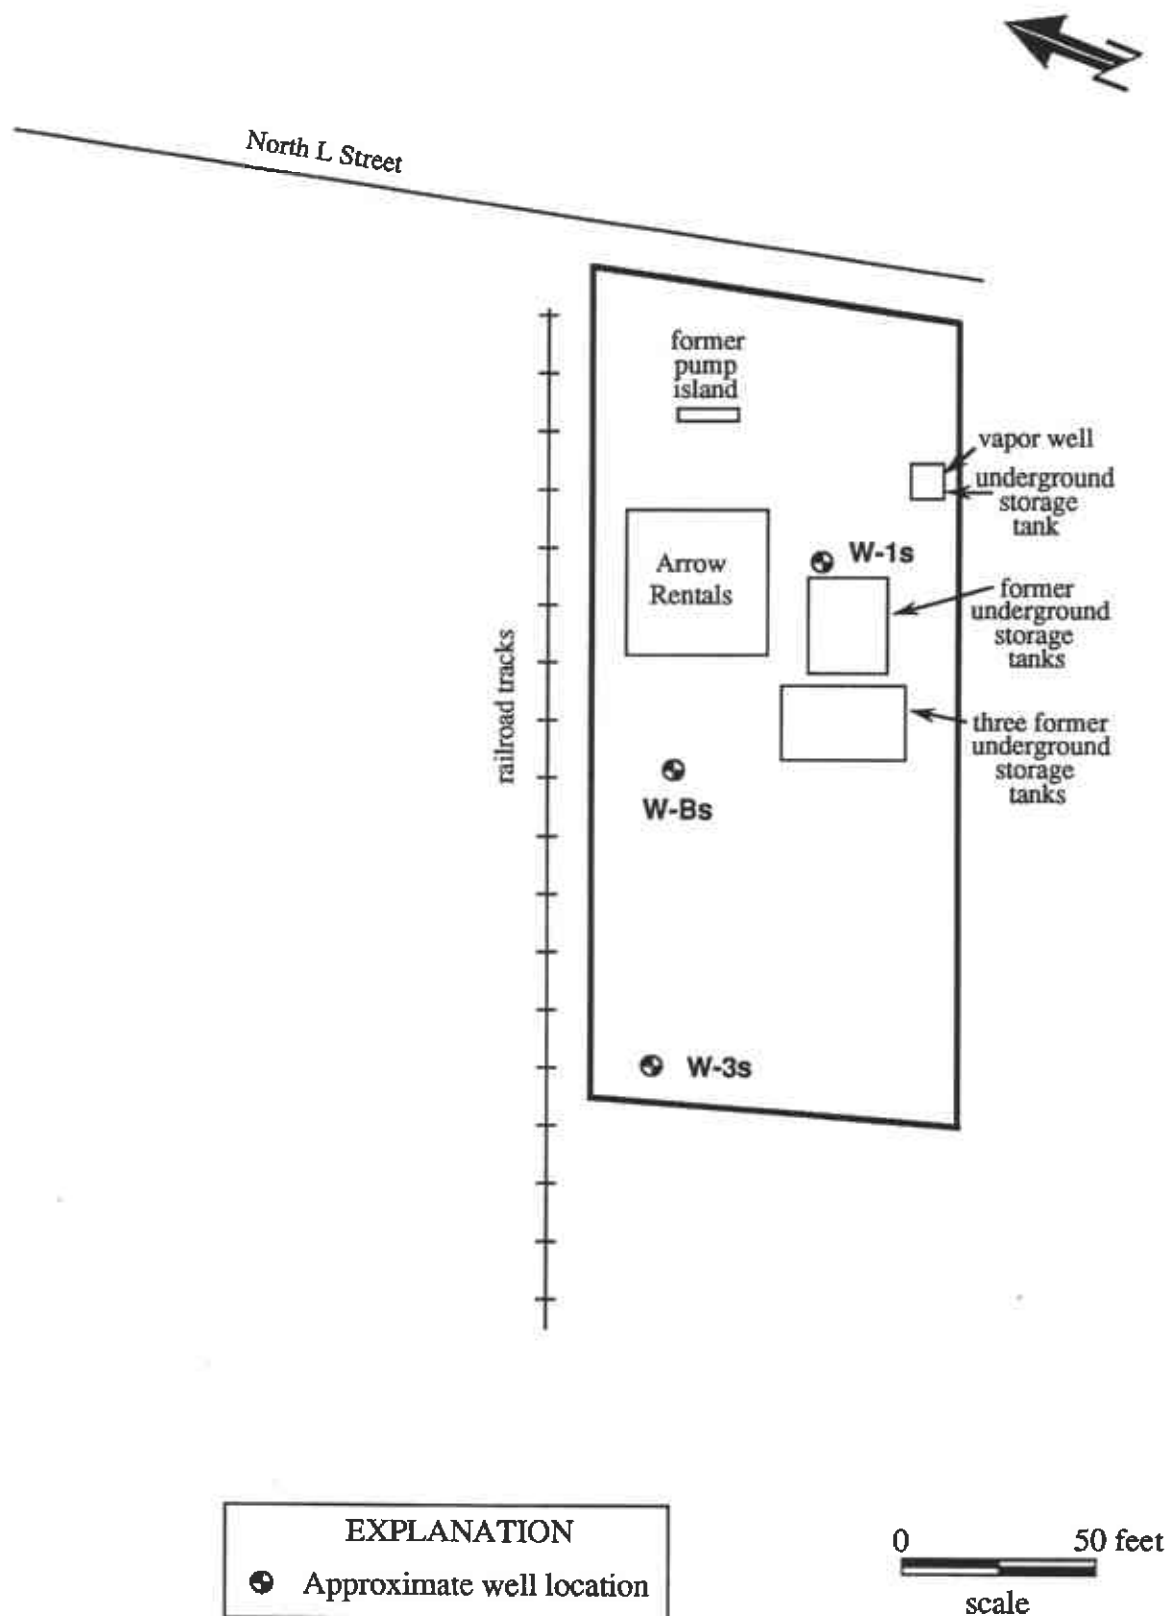 N
North L Street
former
pump
island
vapor well
underground
storage
tank
W-1s
Arrow
Rentals
former
underground
storage
tanks
railroad tracks
three former
underground
storage
tanks
W-Bs
W-3s
EXPLANATION
Approximate well location
0 50 feet
scale